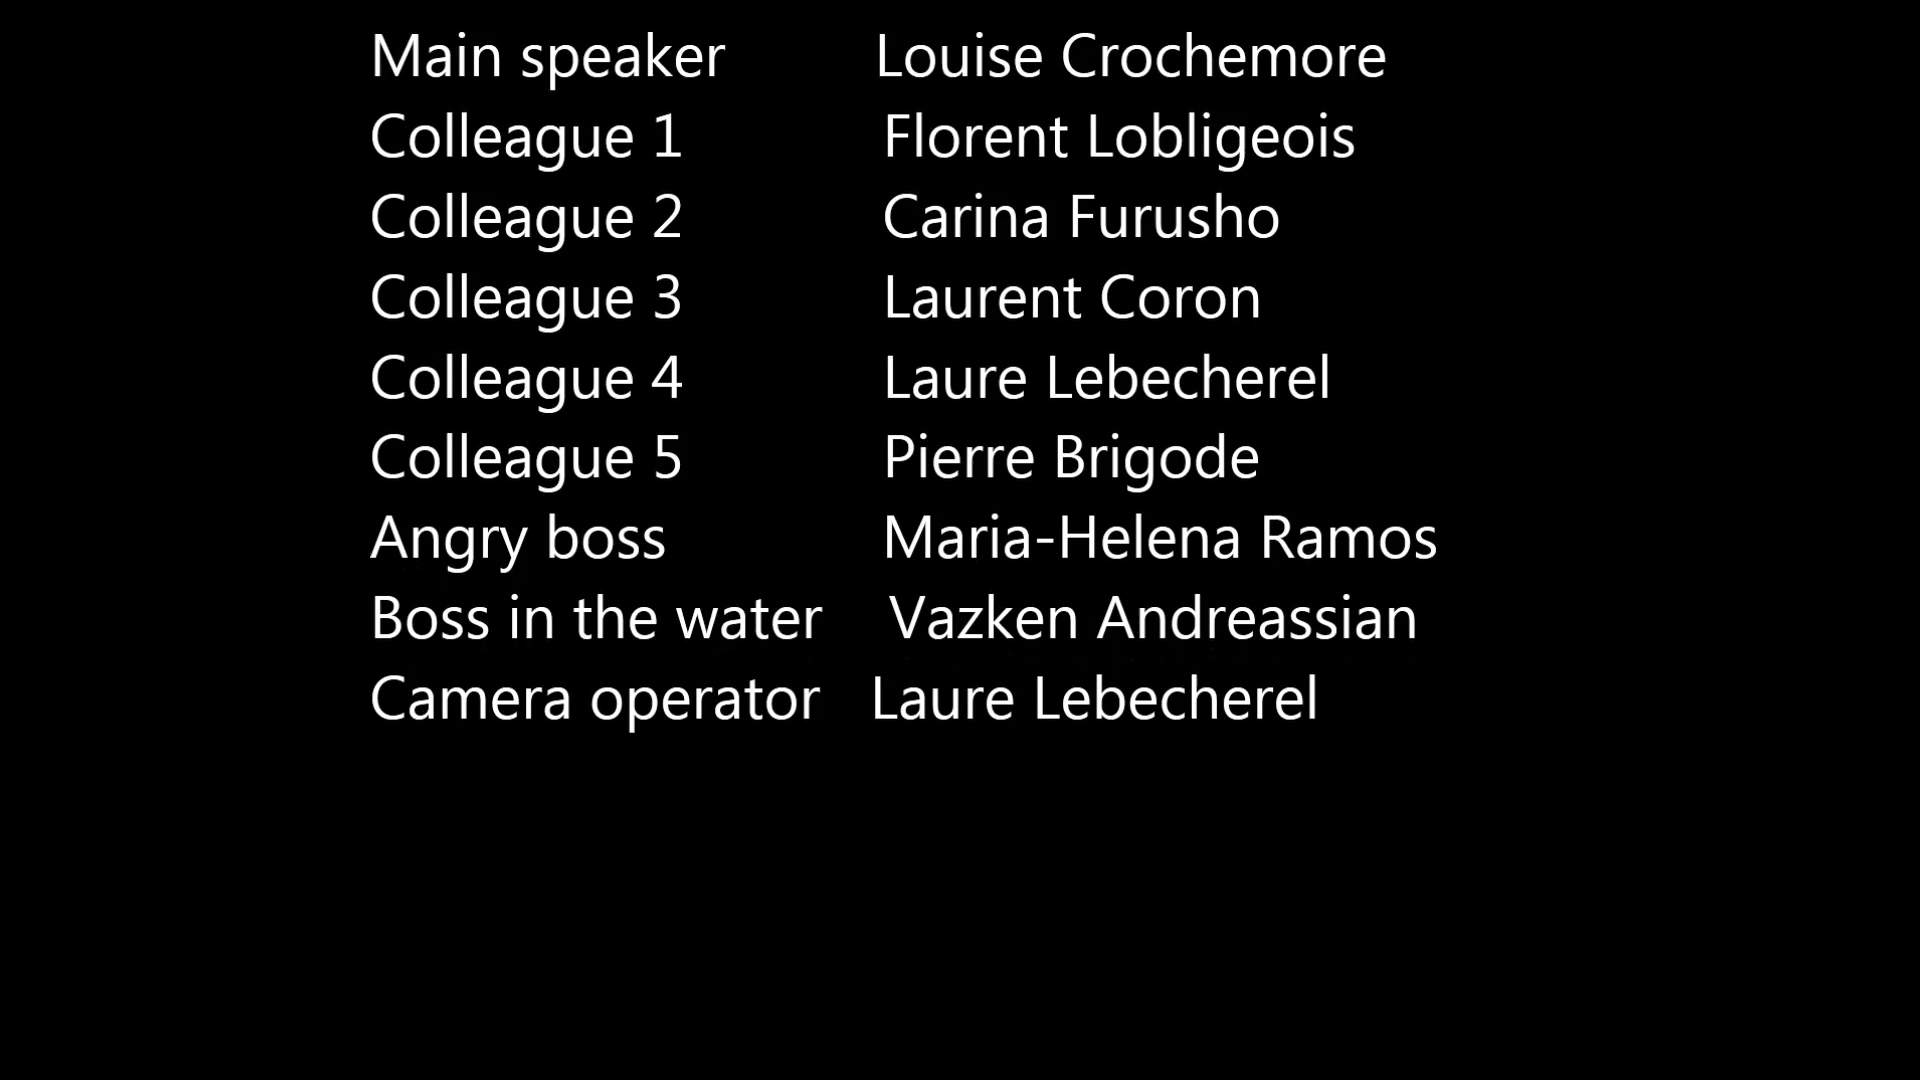 Main speaker Louise Crochemore
Colleague 1 Florent Lobligeois
Colleague 2 Carina Furusho
Colleague 3 Laurent Coron
Colleague 4 Laure Lebecherel
Colleague 5 Pierre Brigode
Angry boss Maria-Helena Ramos
Boss in the water Vazken Andreassian
Camera operator Laure Lebecherel